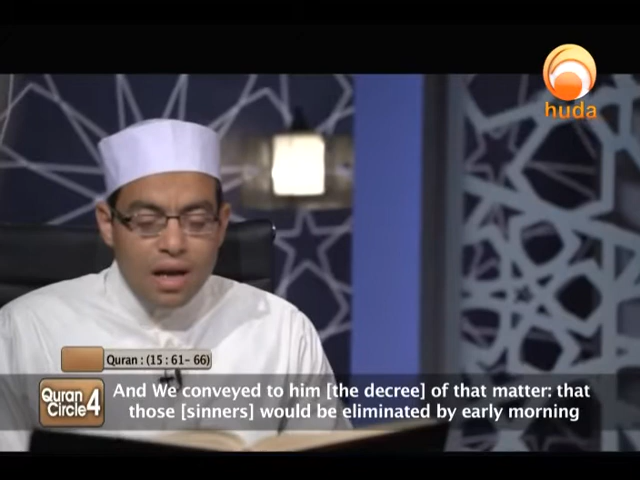 huda
Quran : (15 : 61- 66)
Quran Circle 4
And We conveyed to him [the decree] of that matter: that
those [sinners] would be eliminated by early morning